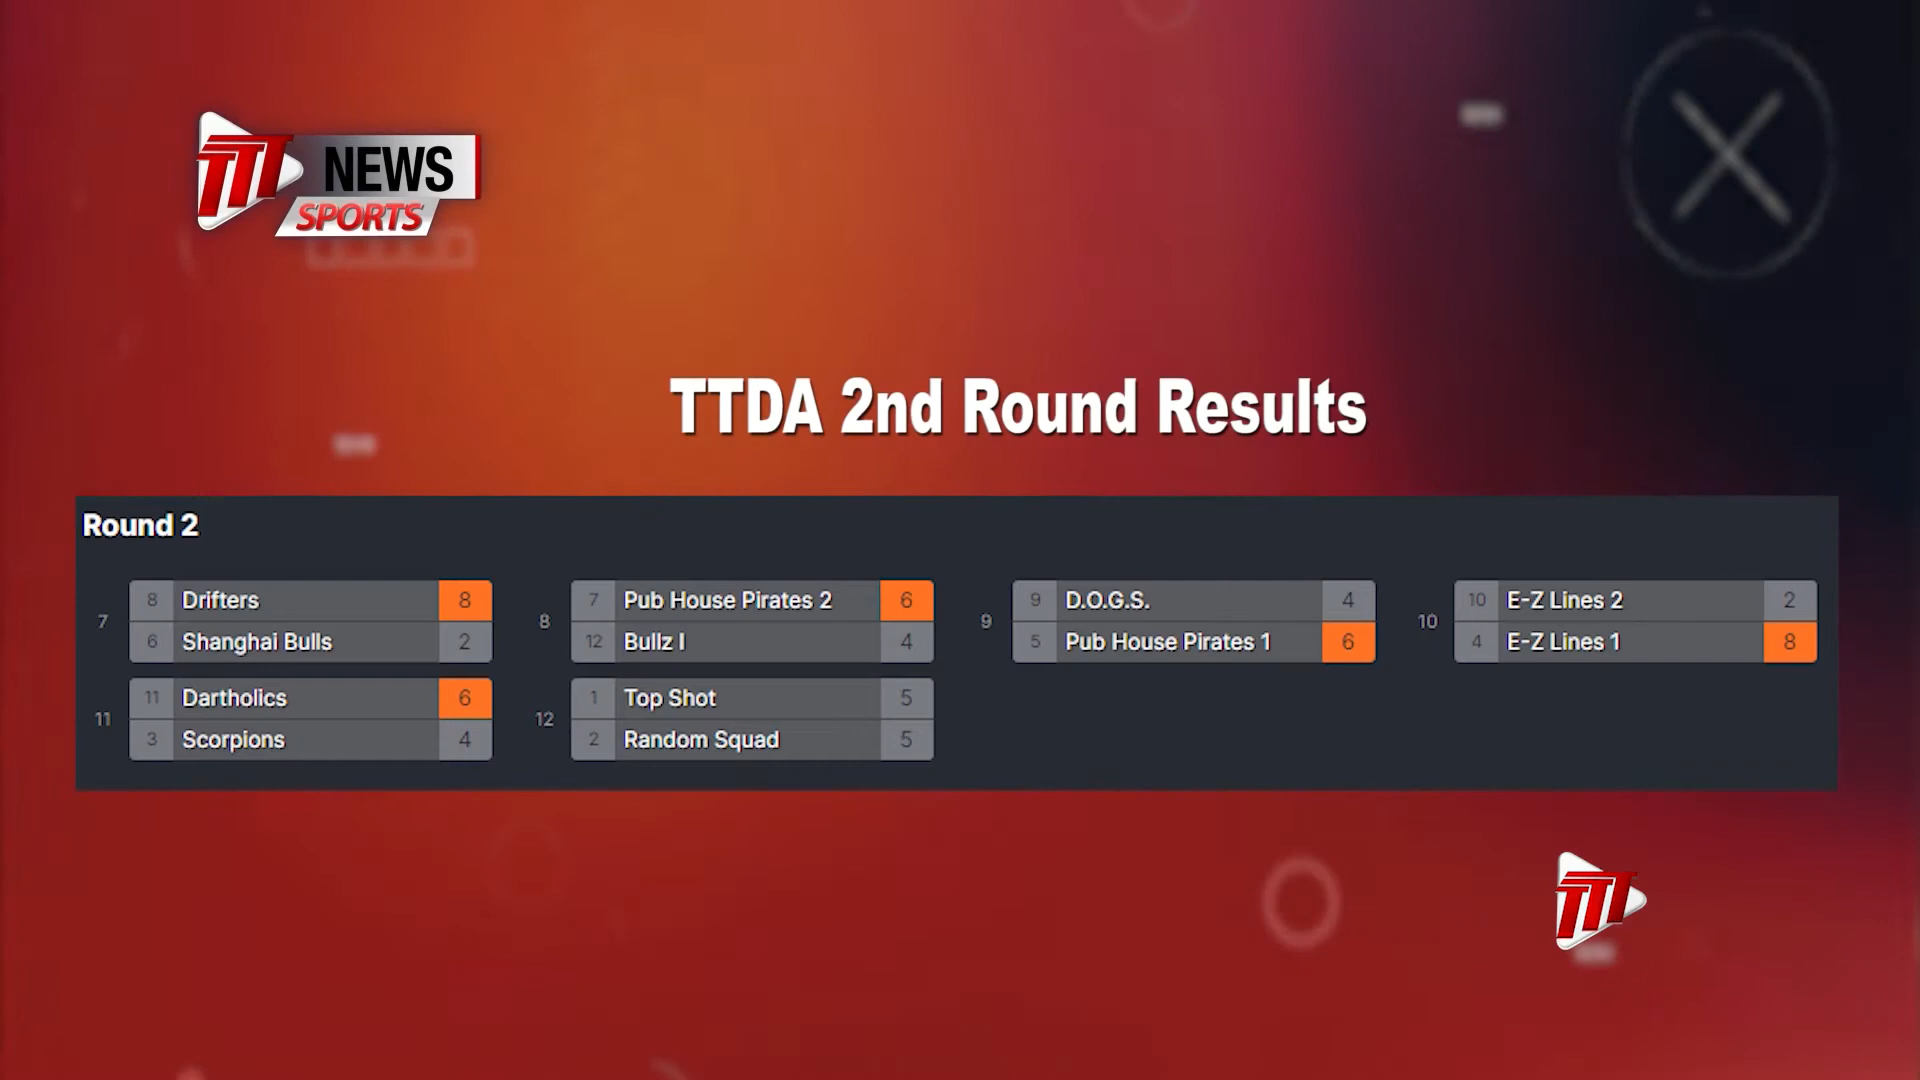 TTT NEWS
SPORTS
TTDA 2nd Round Results
Round 2
7
8 Drifters 8
6 Shanghai Bulls 2
8
7 Pub House Pirates 2 6
12 Bullz I 4
9
9 D.O.G.S. 4
5 Pub House Pirates 1 6
10
10 E-Z Lines 2 2
4 E-Z Lines 1 8
11
11 Dartholics 6
3 Scorpions 4
12
1 Top Shot 5
2 Random Squad 5
TTT